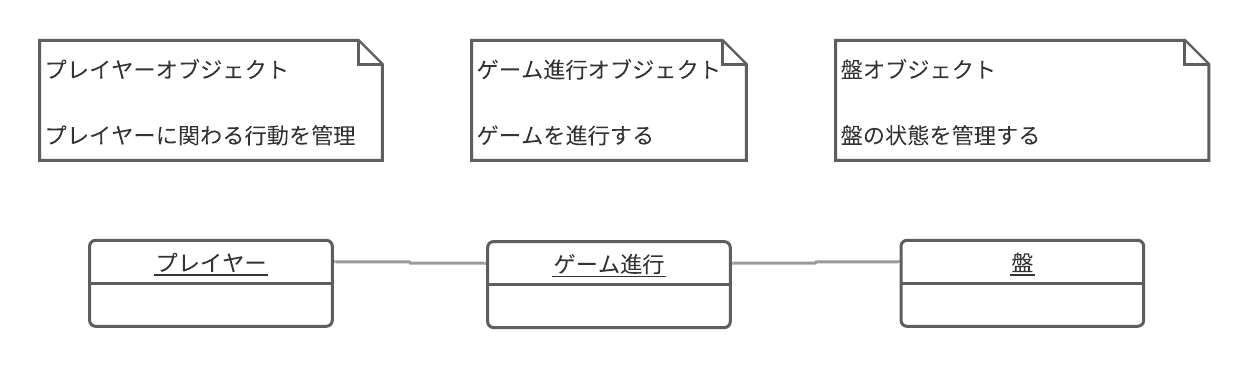 プレイヤーオブジェクト
プレイヤーに関わる行動を管理
ゲーム進行オブジェクト
ゲームを進行する
盤オブジェクト
盤の状態を管理する
プレイヤー
ゲーム進行
盤